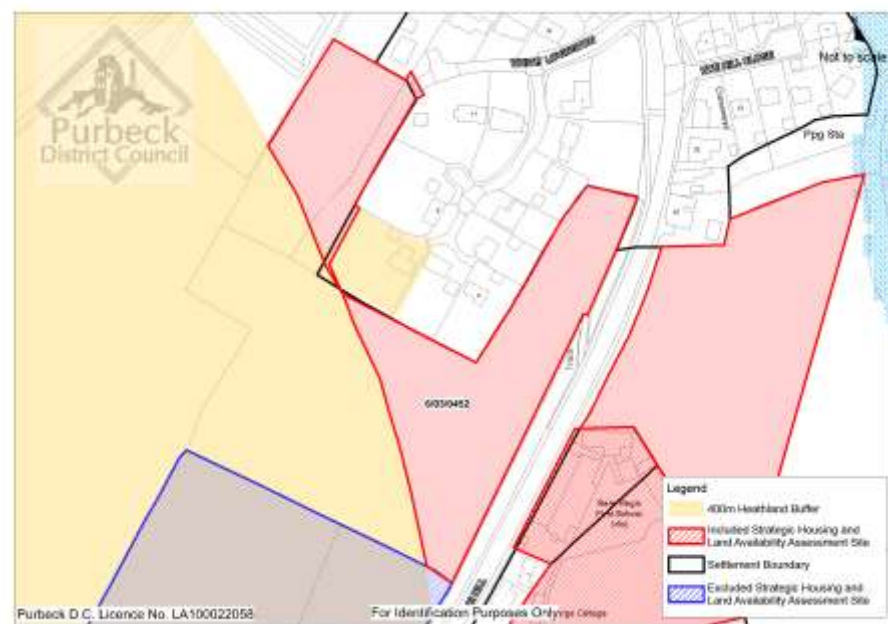 Purbeck
District Council
Not to scale
Ppg Sta
Track
6/03/0452
Legend
400m Heathland Buffer
Included Strategic Housing and
Land Availability Assessment Site
Settlement Boundary
Excluded Strategic Housing and
Land Availability Assessment Site
Purbeck D.C. Licence No. LA100022058
For Identification Purposes Only